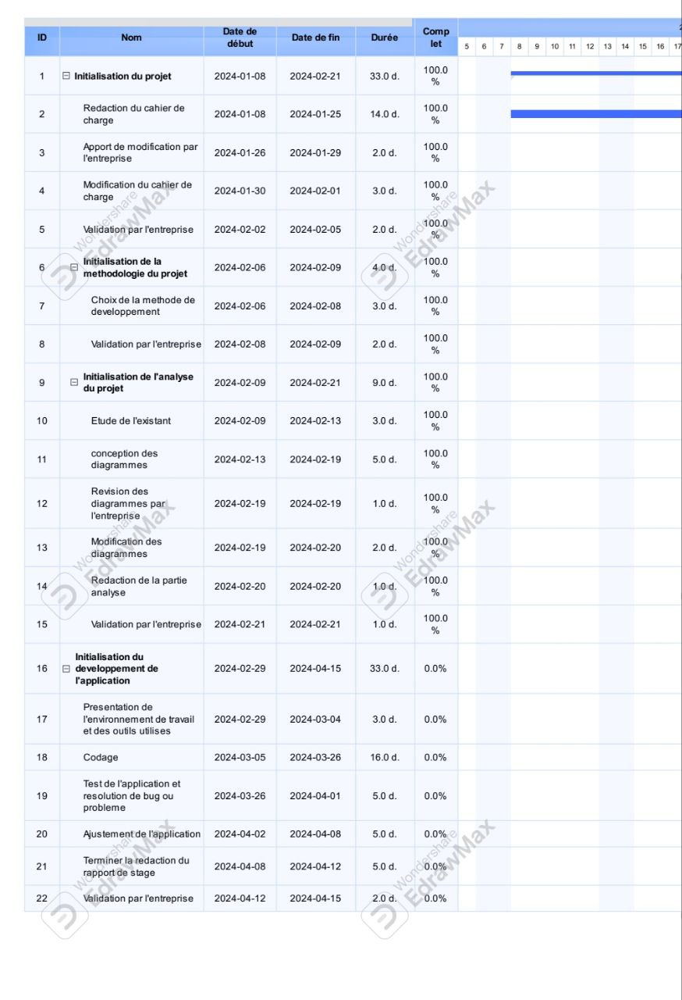 ID Nom Date de début Date de fin Durée Comp let
5 6 7 8 9 10 11 12 13 14 15 16 17
1 Initialisation du projet 2024-01-08 2024-02-21 33.0 d. 100.0 %
2 Redaction du cahier de charge 2024-01-08 2024-01-25 14.0 d. 100.0 %
3 Apport de modification par l'entreprise 2024-01-26 2024-01-29 2.0 d. 100.0 %
4 Modification du cahier de charge 2024-01-30 2024-02-01 3.0 d. 100.0 %
5 Validation par l'entreprise 2024-02-02 2024-02-05 2.0 d. 100.0 %
6 Initialisation de la methodologie du projet 2024-02-06 2024-02-09 4.0 d. 100.0 %
7 Choix de la methode de developpement 2024-02-06 2024-02-08 3.0 d. 100.0 %
8 Validation par l'entreprise 2024-02-08 2024-02-09 2.0 d. 100.0 %
9 Initialisation de l'analyse du projet 2024-02-09 2024-02-21 9.0 d. 100.0 %
10 Etude de l'existant 2024-02-09 2024-02-13 3.0 d. 100.0 %
11 conception des diagrammes 2024-02-13 2024-02-19 5.0 d. 100.0 %
12 Revision des diagrammes par l'entreprise 2024-02-19 2024-02-19 1.0 d. 100.0 %
13 Modification des diagrammes 2024-02-19 2024-02-20 2.0 d. 100.0 %
14 Redaction de la partie analyse 2024-02-20 2024-02-20 1.0 d. 100.0 %
15 Validation par l'entreprise 2024-02-21 2024-02-21 1.0 d. 100.0 %
16 Initialisation du developpement de l'application 2024-02-29 2024-04-15 33.0 d. 0.0%
17 Presentation de l'environnement de travail et des outils utilises 2024-02-29 2024-03-04 3.0 d. 0.0%
18 Codage 2024-03-05 2024-03-26 16.0 d. 0.0%
19 Test de l'application et resolution de bug ou probleme 2024-03-26 2024-04-01 5.0 d. 0.0%
20 Ajustement de l'application 2024-04-02 2024-04-08 5.0 d. 0.0%
21 Terminer la redaction du rapport de stage 2024-04-08 2024-04-12 5.0 d. 0.0%
22 Validation par l'entreprise 2024-04-12 2024-04-15 2.0 d. 0.0%
Wondershare EdrawMax
Wondershare EdrawMax
Wondershare EdrawMax
Wondershare EdrawMax
Wondershare EdrawMax
Wondershare EdrawMax